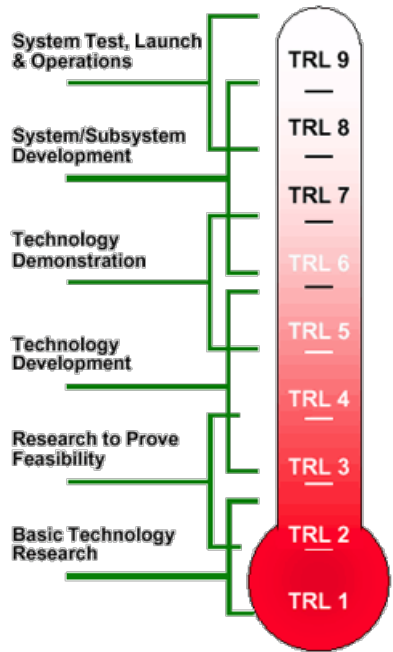 System Test, Launch
& Operations
System/Subsystem
Development
Technology
Demonstration
Technology
Development
Research to Prove
Feasibility
Basic Technology
Research
TRL 9
TRL 8
TRL 7
TRL 6
TRL 5
TRL 4
TRL 3
TRL 2
TRL 1